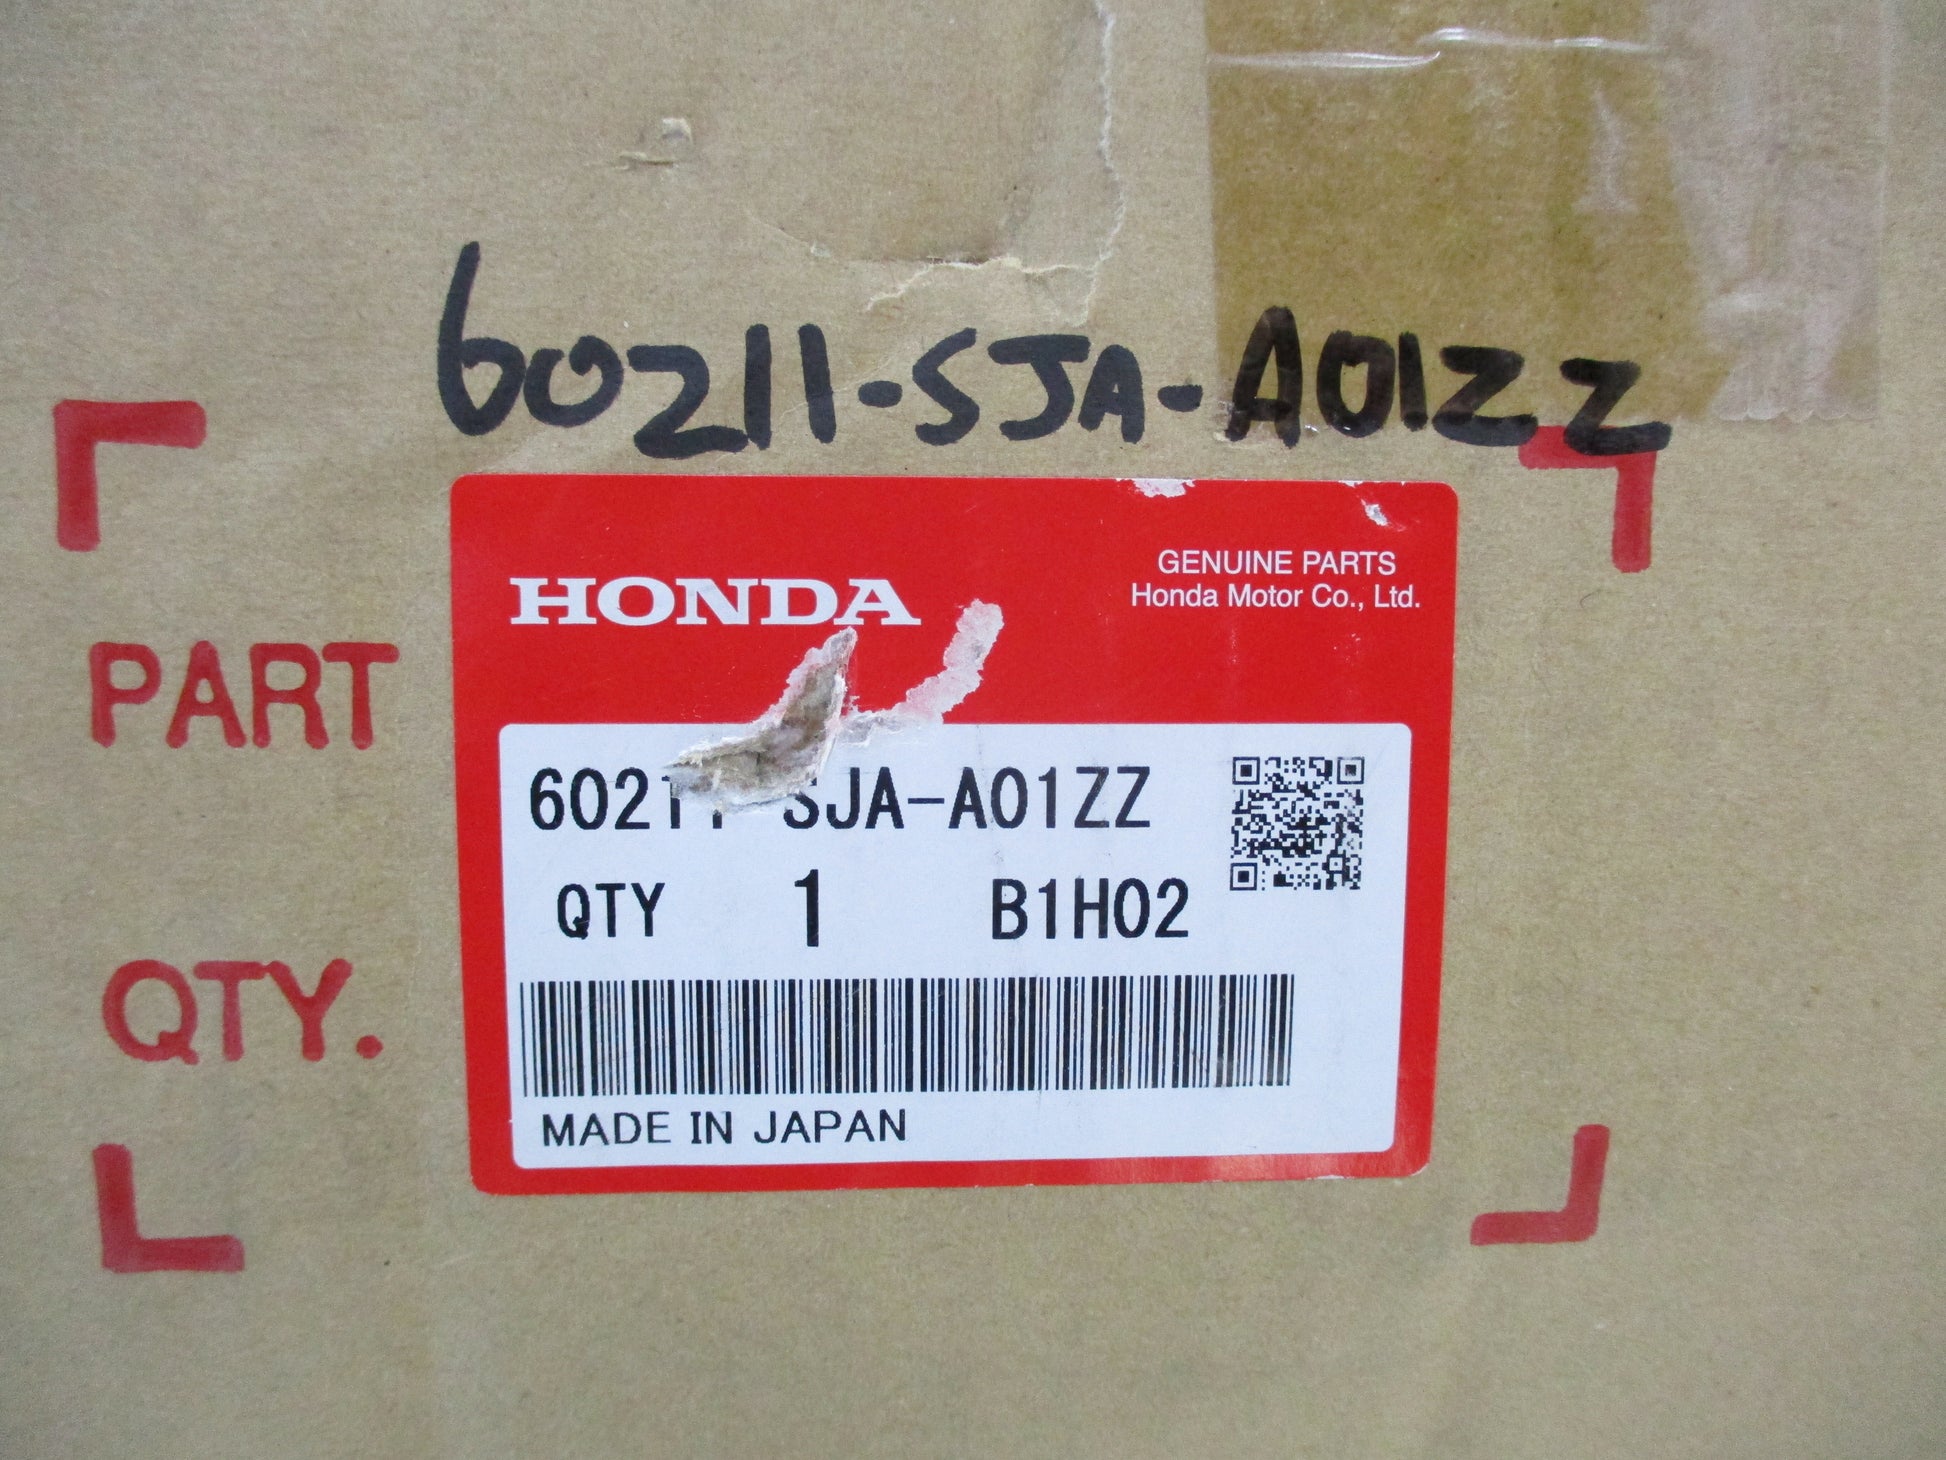 60211-SJA-A01ZZ
HONDA
GENUINE PARTS
Honda Motor Co., Ltd.
PART
60211-SJA-A01ZZ
QTY 1 B1H02
QTY.
MADE IN JAPAN